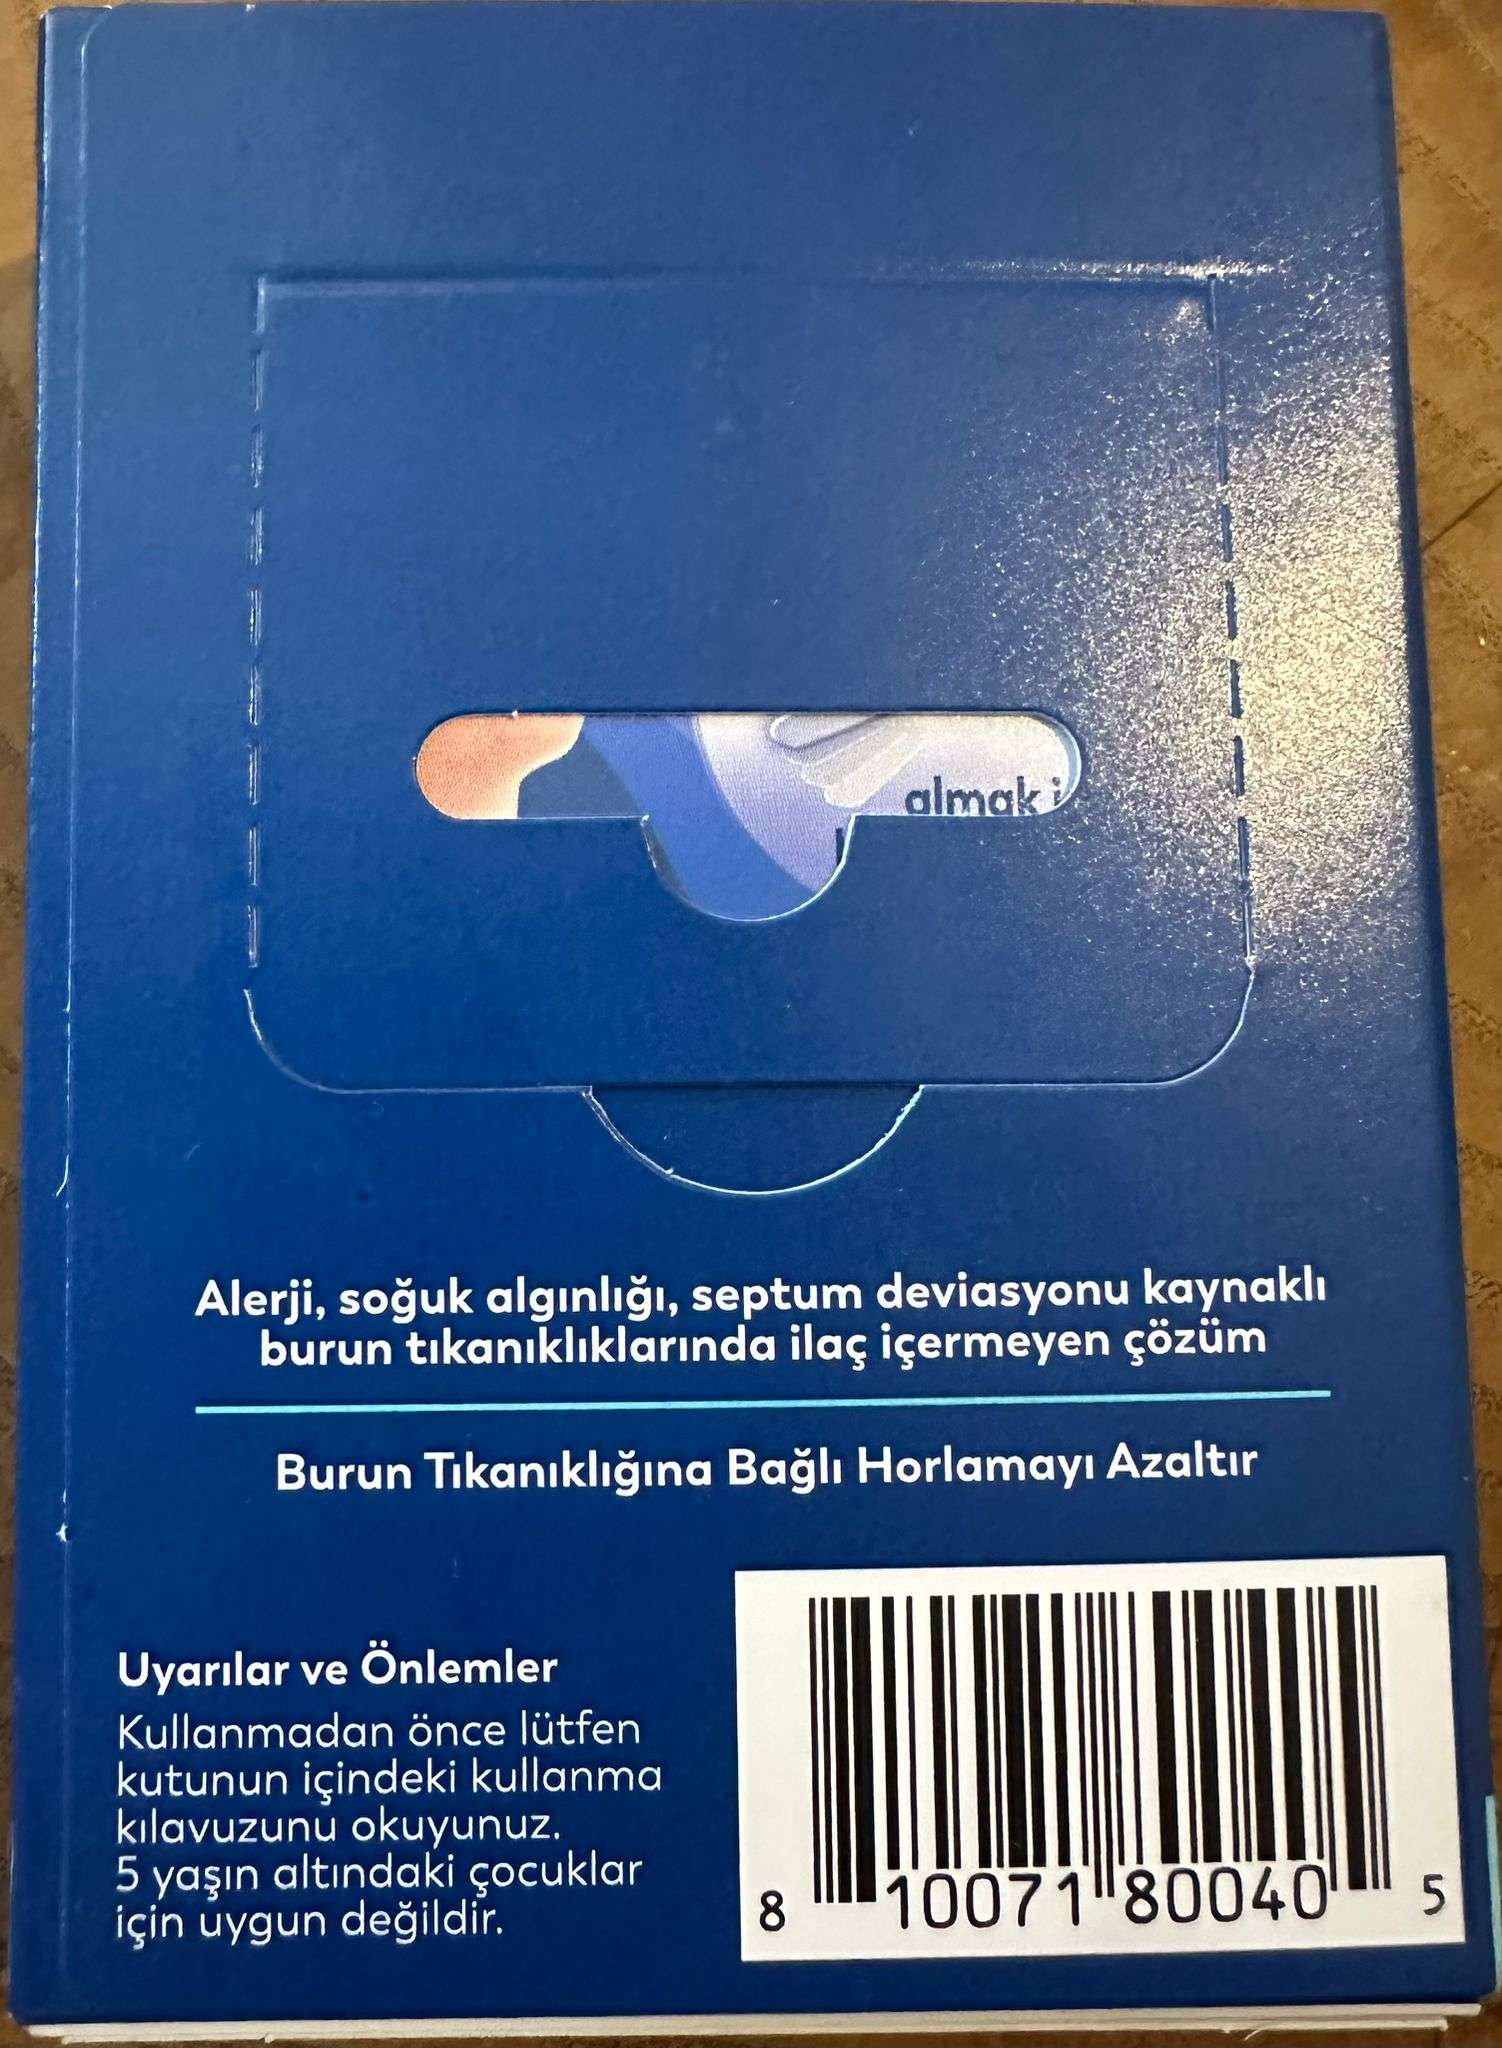 almak
Alerji, soğuk algınlığı, septum deviasyonu kaynaklı
burun tıkanıklıklarında ilaç içermeyen çözüm
Burun Tıkanıklığına Bağlı Horlamayı Azaltır
Uyarılar ve Önlemler
Kullanmadan önce lütfen
kutunun içindeki kullanma
kılavuzunu okuyunuz.
5 yaşın altındaki çocuklar
için uygun değildir.
8 10071 80040 5